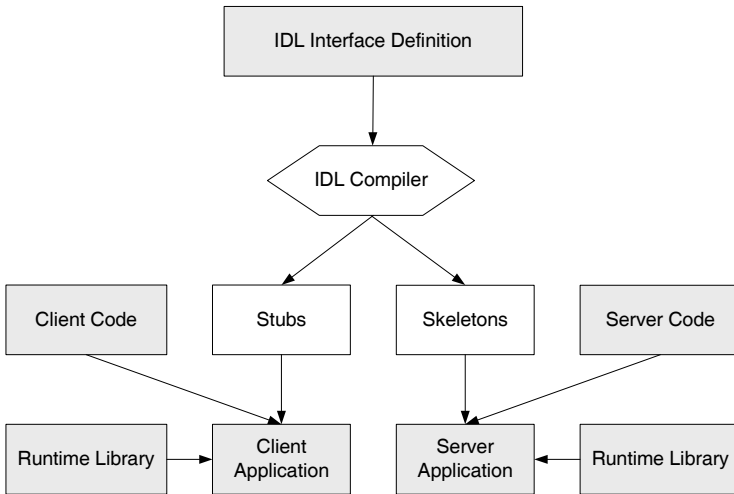 IDL Interface Definition
IDL Compiler
Client Code
Stubs
Skeletons
Server Code
Runtime Library
Client
Application
Server
Application
Runtime Library